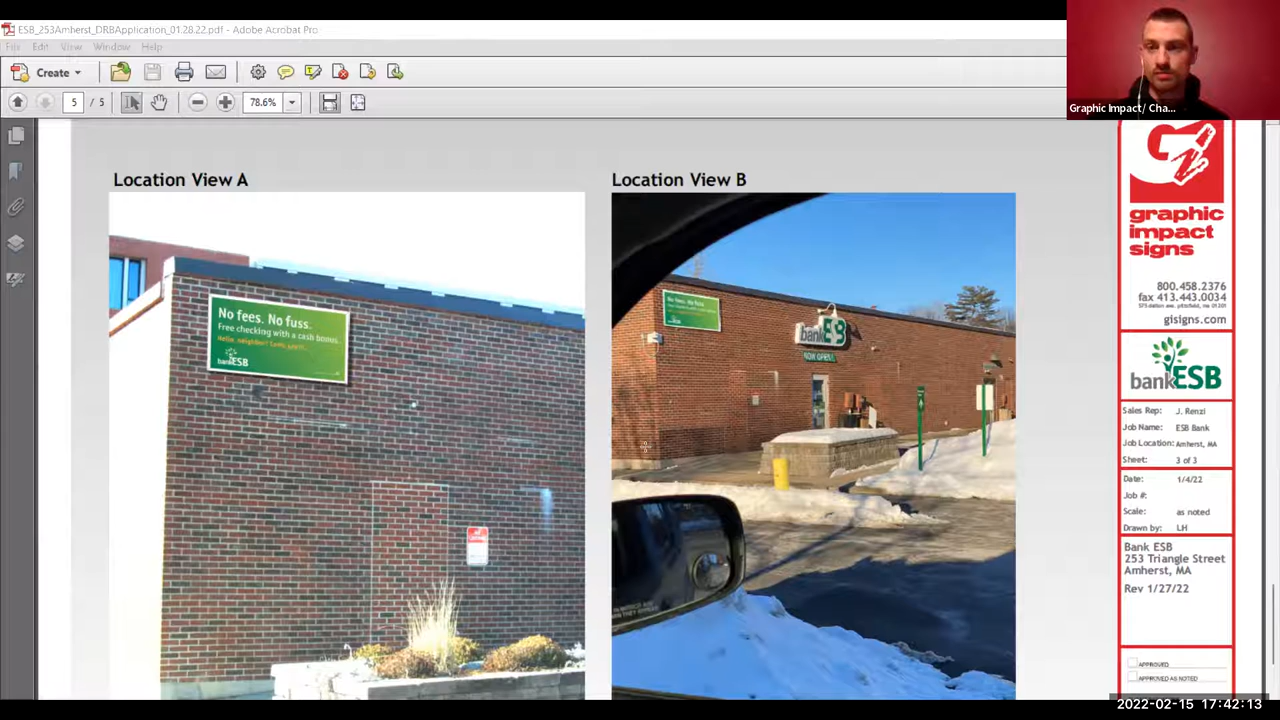 ESB_253Amherst_DRBApplication_01.28.22.pdf - Adobe Acrobat Pro
File Edit View Window Help
Create
5 / 5
78.6%
Graphic Impact/ Cha...
Location View A
Location View B
No fees. No fuss.
Free checking with a cash bonus.
bankESB
No fees. No fuss.
bankESB
NOW OPEN!
graphic
impact
signs
800.458.2376
fax 413.443.0034
gisigns.com
bankESB
Sales Rep: J. Renzi
Job Name: ESB Bank
Job Location: Amherst, MA
Sheet: 3 of 3
Date: 1/4/22
Job #:
Scale: as noted
Drawn by: LH
Bank ESB
253 Triangle Street
Amherst, MA
Rev 1/27/22
APPROVED
APPROVED AS NOTED
2022-02-15 17:42:13